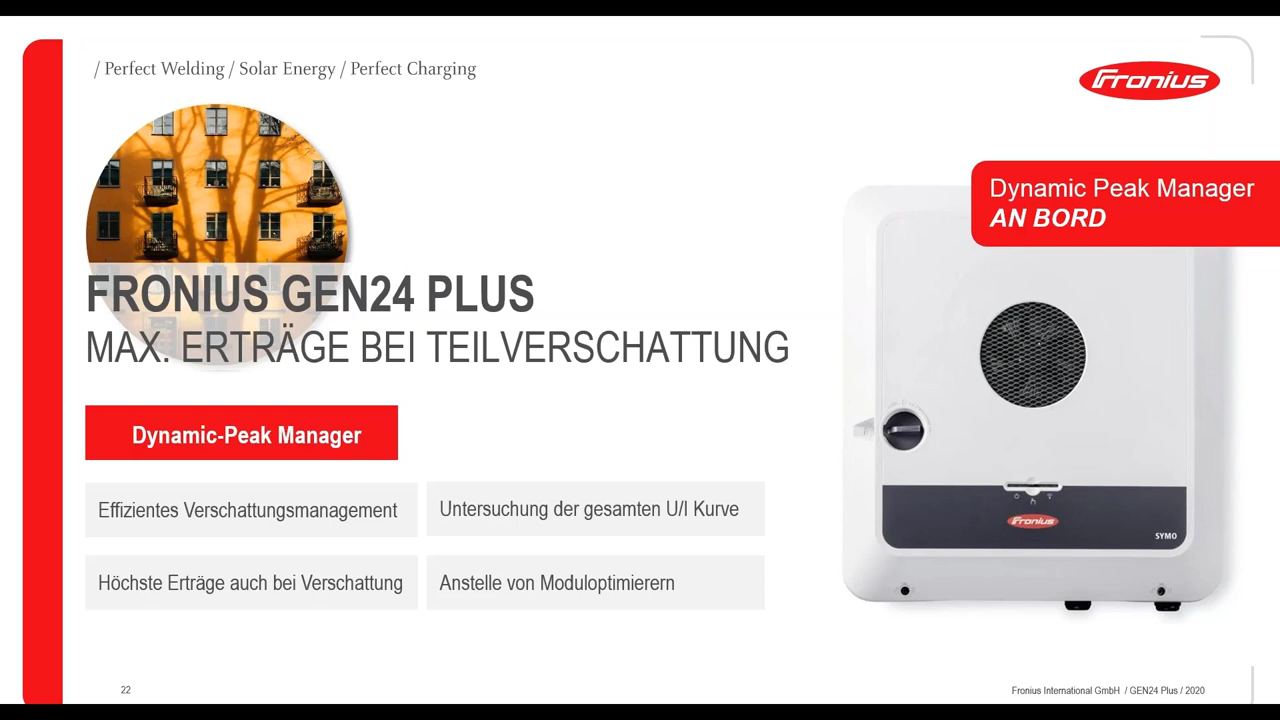 / Perfect Welding / Solar Energy / Perfect Charging
Fronius
Dynamic Peak Manager
AN BORD
FRONIUS GEN24 PLUS
MAX. ERTRÄGE BEI TEILVERSCHATTUNG
Dynamic-Peak Manager
Effizientes Verschattungsmanagement
Untersuchung der gesamten U/I Kurve
Höchste Erträge auch bei Verschattung
Anstelle von Moduloptimierern
Fronius
SYMO
22
Fronius International GmbH / GEN24 Plus / 2020